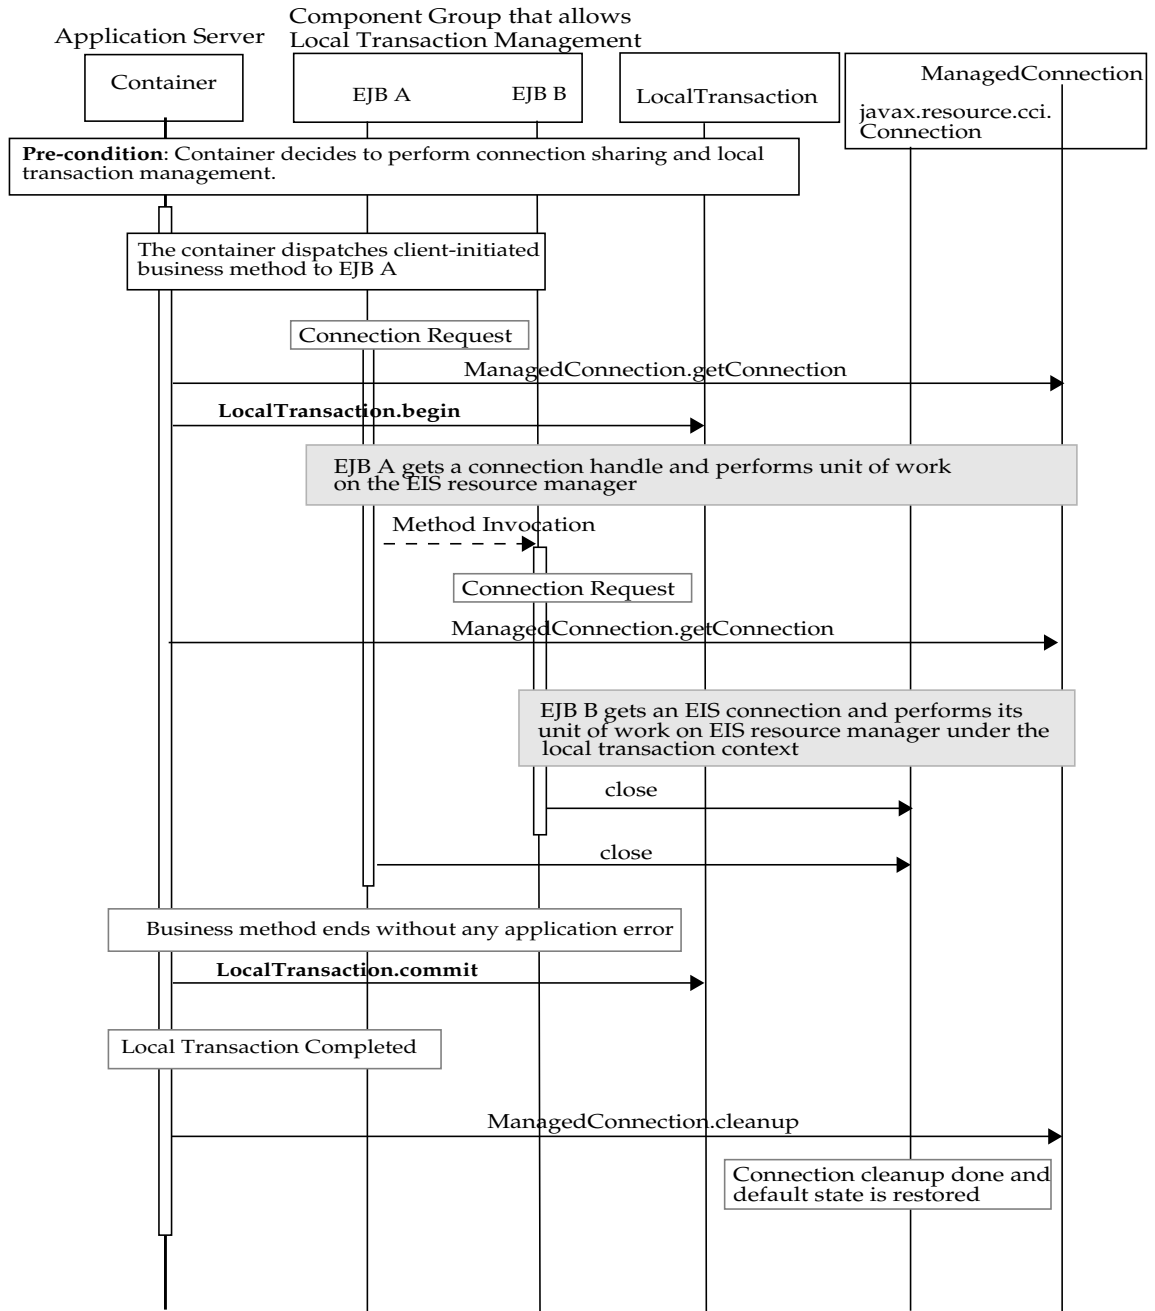 Component Group that allows
Application Server
Local Transaction Management
Container
EJB A
EJB B
LocalTransaction
ManagedConnection
javax.resource.cci.
Connection
Pre-condition: Container decides to perform connection sharing and local
transaction management.
The container dispatches client-initiated
business method to EJB A
Connection Request
ManagedConnection.getConnection
LocalTransaction.begin
EJB A gets a connection handle and performs unit of work
on the EIS resource manager
Method Invocation
Connection Request
ManagedConnection.getConnection
EJB B gets an EIS connection and performs its
unit of work on EIS resource manager under the
local transaction context
close
close
Business method ends without any application error
LocalTransaction.commit
Local Transaction Completed
ManagedConnection.cleanup
Connection cleanup done and
default state is restored